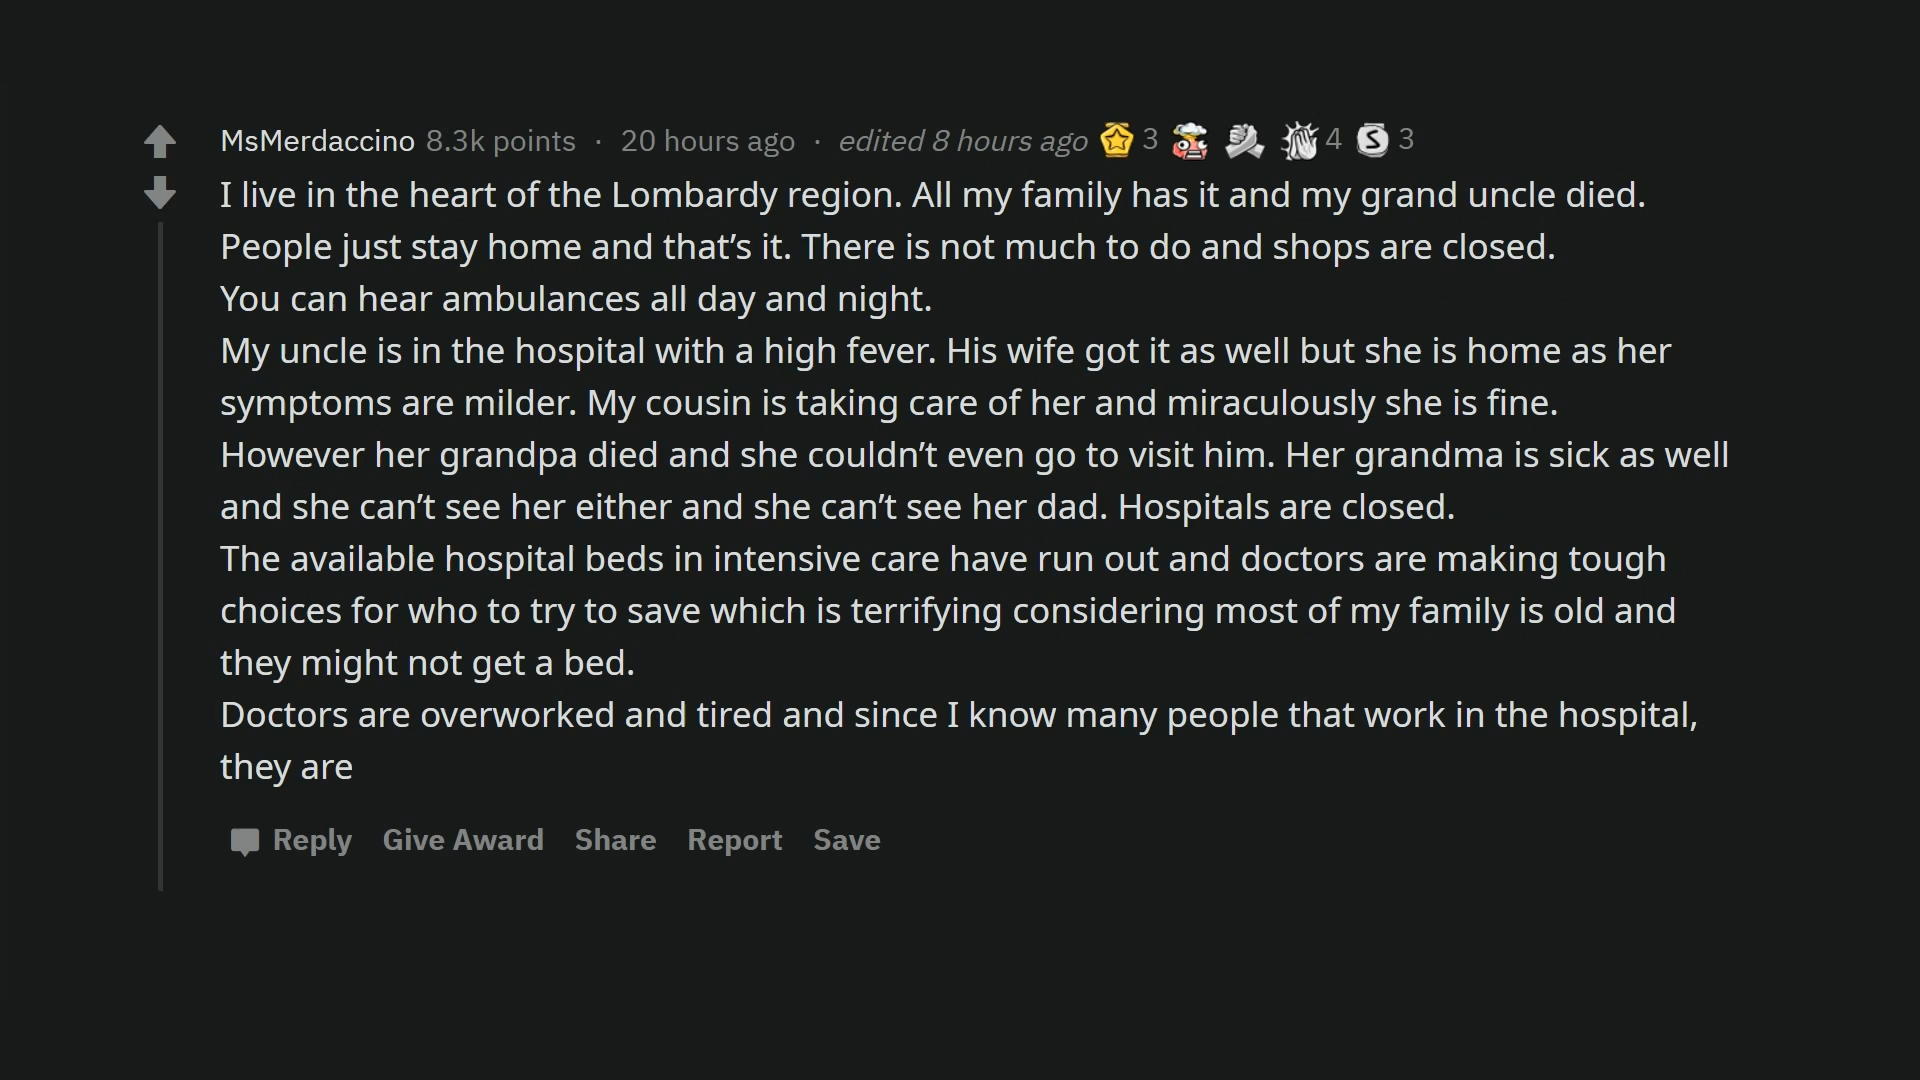 MsMerdaccino 8.3k points · 20 hours ago · edited 8 hours ago 3 4 S 3
I live in the heart of the Lombardy region. All my family has it and my grand uncle died.
People just stay home and that’s it. There is not much to do and shops are closed.
You can hear ambulances all day and night.
My uncle is in the hospital with a high fever. His wife got it as well but she is home as her
symptoms are milder. My cousin is taking care of her and miraculously she is fine.
However her grandpa died and she couldn’t even go to visit him. Her grandma is sick as well
and she can’t see her either and she can’t see her dad. Hospitals are closed.
The available hospital beds in intensive care have run out and doctors are making tough
choices for who to try to save which is terrifying considering most of my family is old and
they might not get a bed.
Doctors are overworked and tired and since I know many people that work in the hospital,
they are
Reply Give Award Share Report Save